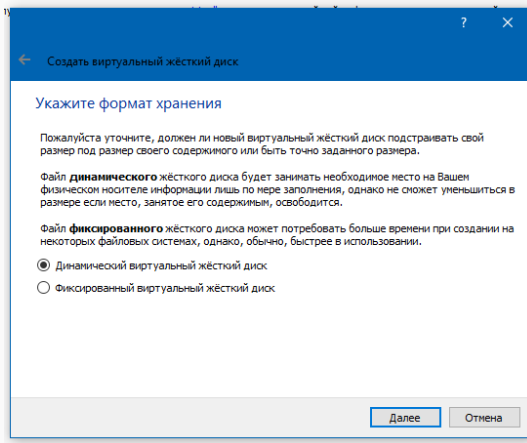 ?
Создать виртуальный жёсткий диск
Укажите формат хранения
Пожалуйста уточните, должен ли новый виртуальный жёсткий диск подстраивать свой
размер под размер своего содержимого или быть точно заданного размера.
Файл динамического жёсткого диска будет занимать необходимое место на Вашем
физическом носителе информации лишь по мере заполнения, однако не сможет уменьшиться в
размере если место, занятое его содержимым, освободится.
Файл фиксированного жёсткого диска может потребовать больше времени при создании на
некоторых файловых системах, однако, обычно, быстрее в использовании.
Динамический виртуальный жёсткий диск
Фиксированный виртуальный жёсткий диск
Далее Отмена